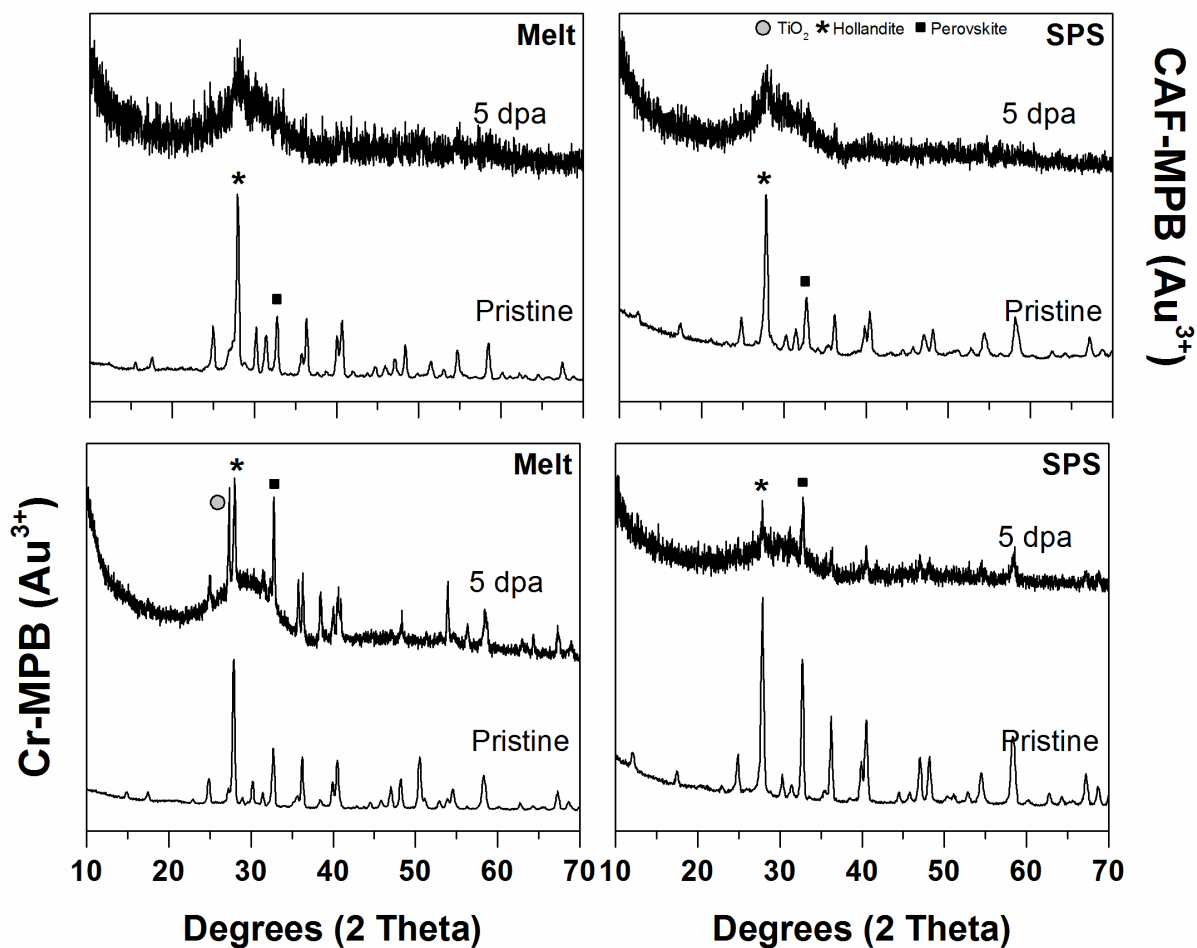 Melt
5 dpa
*
Pristine
TiO₂ * Hollandite ■ Perovskite
SPS
5 dpa
*
Pristine
CAF-MPB (Au³⁺)
Cr-MPB (Au³⁺)
Melt
*
5 dpa
Pristine
10 20 30 40 50 60 70
Degrees (2 Theta)
SPS
*
5 dpa
Pristine
10 20 30 40 50 60 70
Degrees (2 Theta)